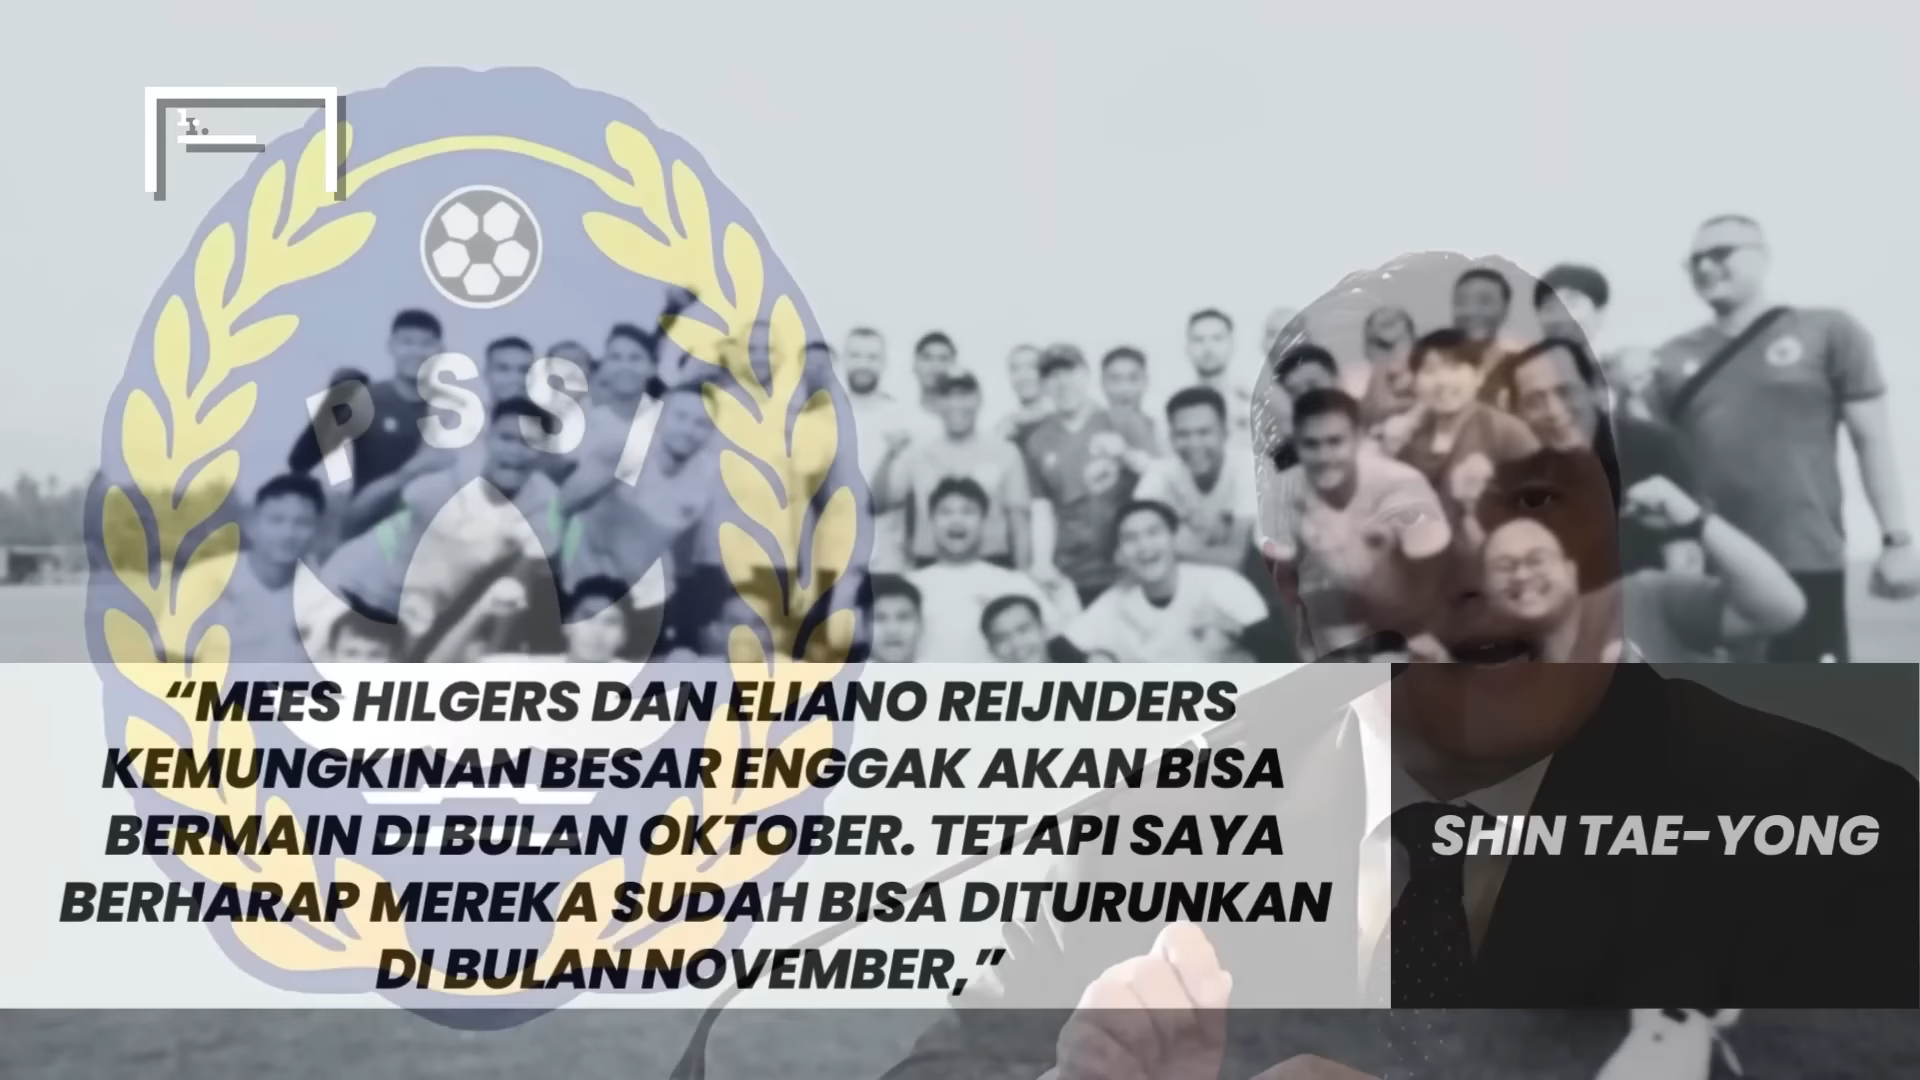 1.
PSSI
“MEES HILGERS DAN ELIANO REIJNDERS
KEMUNGKINAN BESAR ENGGAK AKAN BISA
BERMAIN DI BULAN OKTOBER. TETAPI SAYA
BERHARAP MEREKA SUDAH BISA DITURUNKAN
DI BULAN NOVEMBER,”
SHIN TAE-YONG